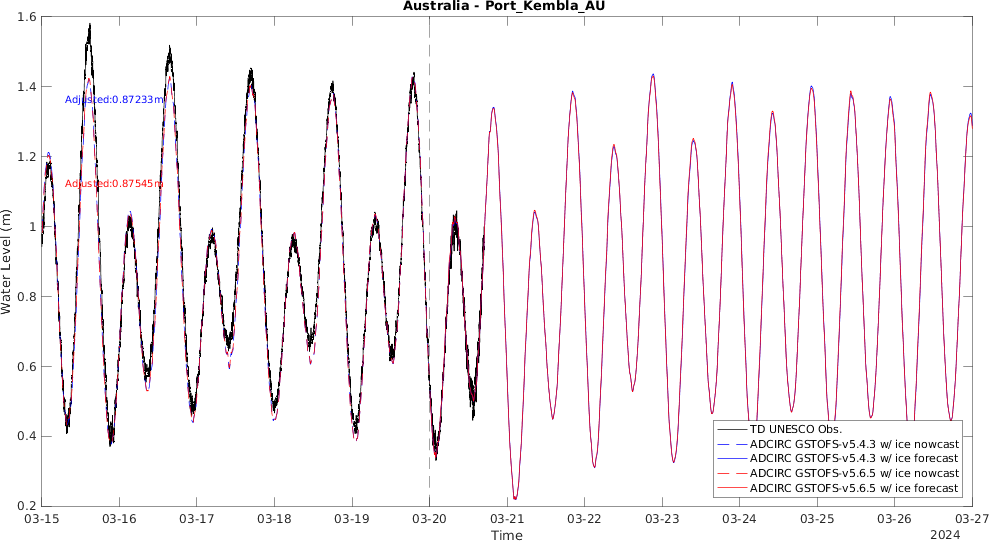 Australia - Port_Kembla_AU
1.6
1.4
1.2
1
0.8
0.6
0.4
0.2
Water Level (m)
Adjusted:0.87233m
Adjusted:0.87545m
TD UNESCO Obs.
ADCIRC GSTOFS-v5.4.3 w/ ice nowcast
ADCIRC GSTOFS-v5.4.3 w/ ice forecast
ADCIRC GSTOFS-v5.6.5 w/ ice nowcast
ADCIRC GSTOFS-v5.6.5 w/ ice forecast
03-15 03-16 03-17 03-18 03-19 03-20 03-21 03-22 03-23 03-24 03-25 03-26 03-27
Time
2024